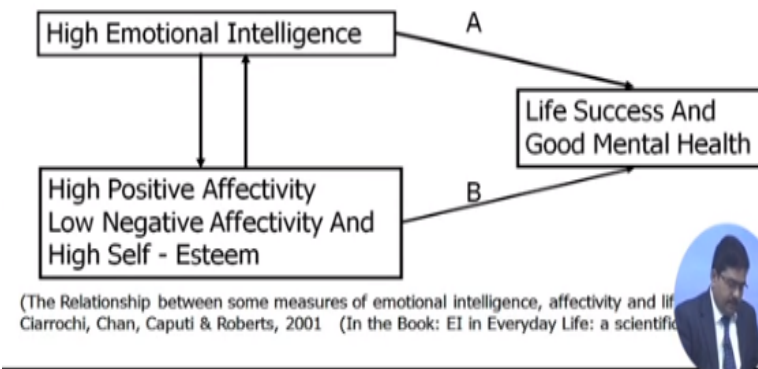 High Emotional Intelligence
A
Life Success And
Good Mental Health
High Positive Affectivity
Low Negative Affectivity And
High Self - Esteem
B
(The Relationship between some measures of emotional intelligence, affectivity and
Ciarrochi, Chan, Caputi & Roberts, 2001 (In the Book: EI in Everyday Life: a